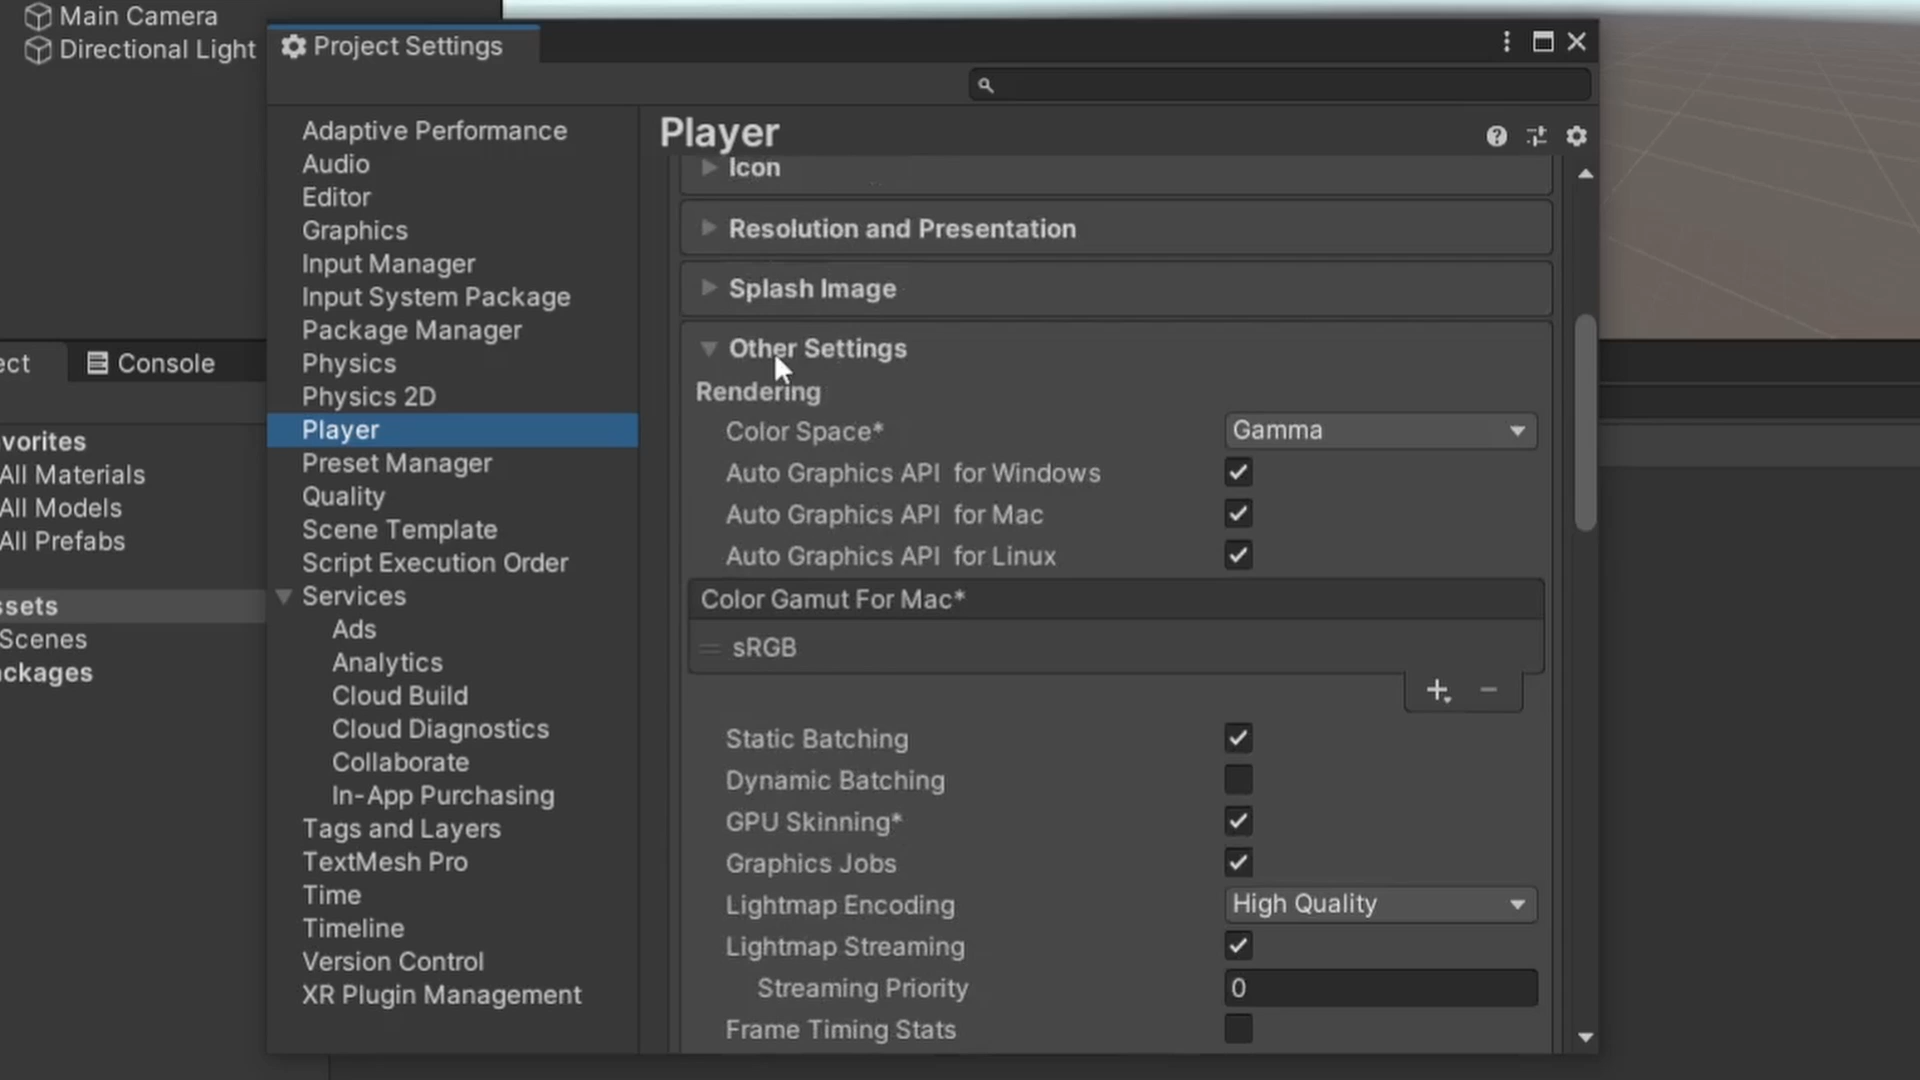 Main Camera
Directional Light
Project Settings
Adaptive Performance
Audio
Editor
Graphics
Input Manager
Input System Package
Package Manager
Physics
Physics 2D
Player
Preset Manager
Quality
Scene Template
Script Execution Order
Services
Ads
Analytics
Cloud Build
Cloud Diagnostics
Collaborate
In-App Purchasing
Tags and Layers
TextMesh Pro
Time
Timeline
Version Control
XR Plugin Management
Player
Icon
Resolution and Presentation
Splash Image
Other Settings
Rendering
Color Space* Gamma
Auto Graphics API for Windows
Auto Graphics API for Mac
Auto Graphics API for Linux
Color Gamut For Mac*
sRGB
Static Batching
Dynamic Batching
GPU Skinning*
Graphics Jobs
Lightmap Encoding High Quality
Lightmap Streaming
Streaming Priority 0
Frame Timing Stats
ect Console
vorites
All Materials
All Models
All Prefabs
ssets
Scenes
ckages